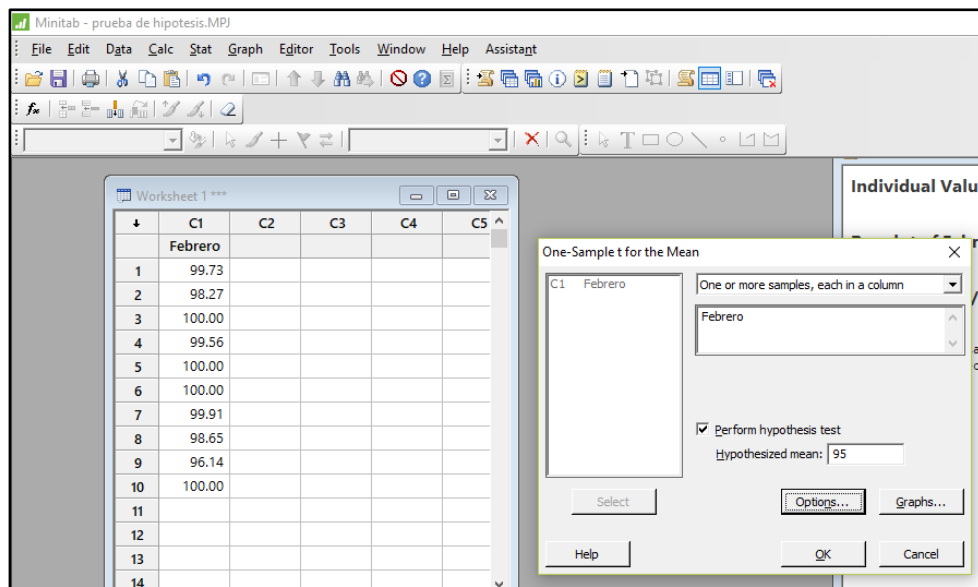 Minitab - prueba de hipotesis.MPJ
File Edit Data Calc Stat Graph Editor Tools Window Help Assistant
Individual Valu
Worksheet 1 ***
C1 C2 C3 C4 C5
Febrero
1 99.73
2 98.27
3 100.00
4 99.56
5 100.00
6 100.00
7 99.91
8 98.65
9 96.14
10 100.00
11
12
13
14
One-Sample t for the Mean
C1 Febrero
One or more samples, each in a column
Febrero
Perform hypothesis test
Hypothesized mean: 95
Select
Options...
Graphs...
Help
OK
Cancel